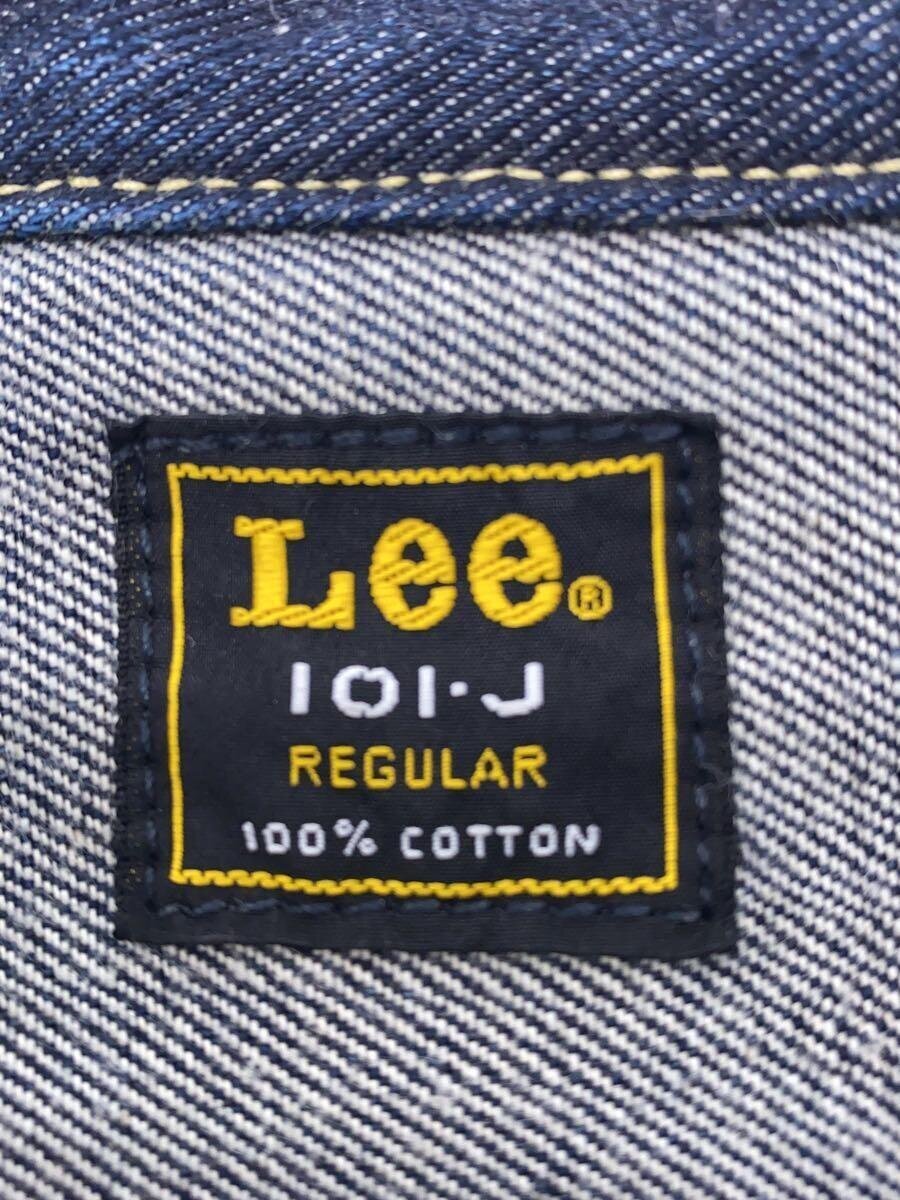 Lee®
101-J
REGULAR
100% COTTON